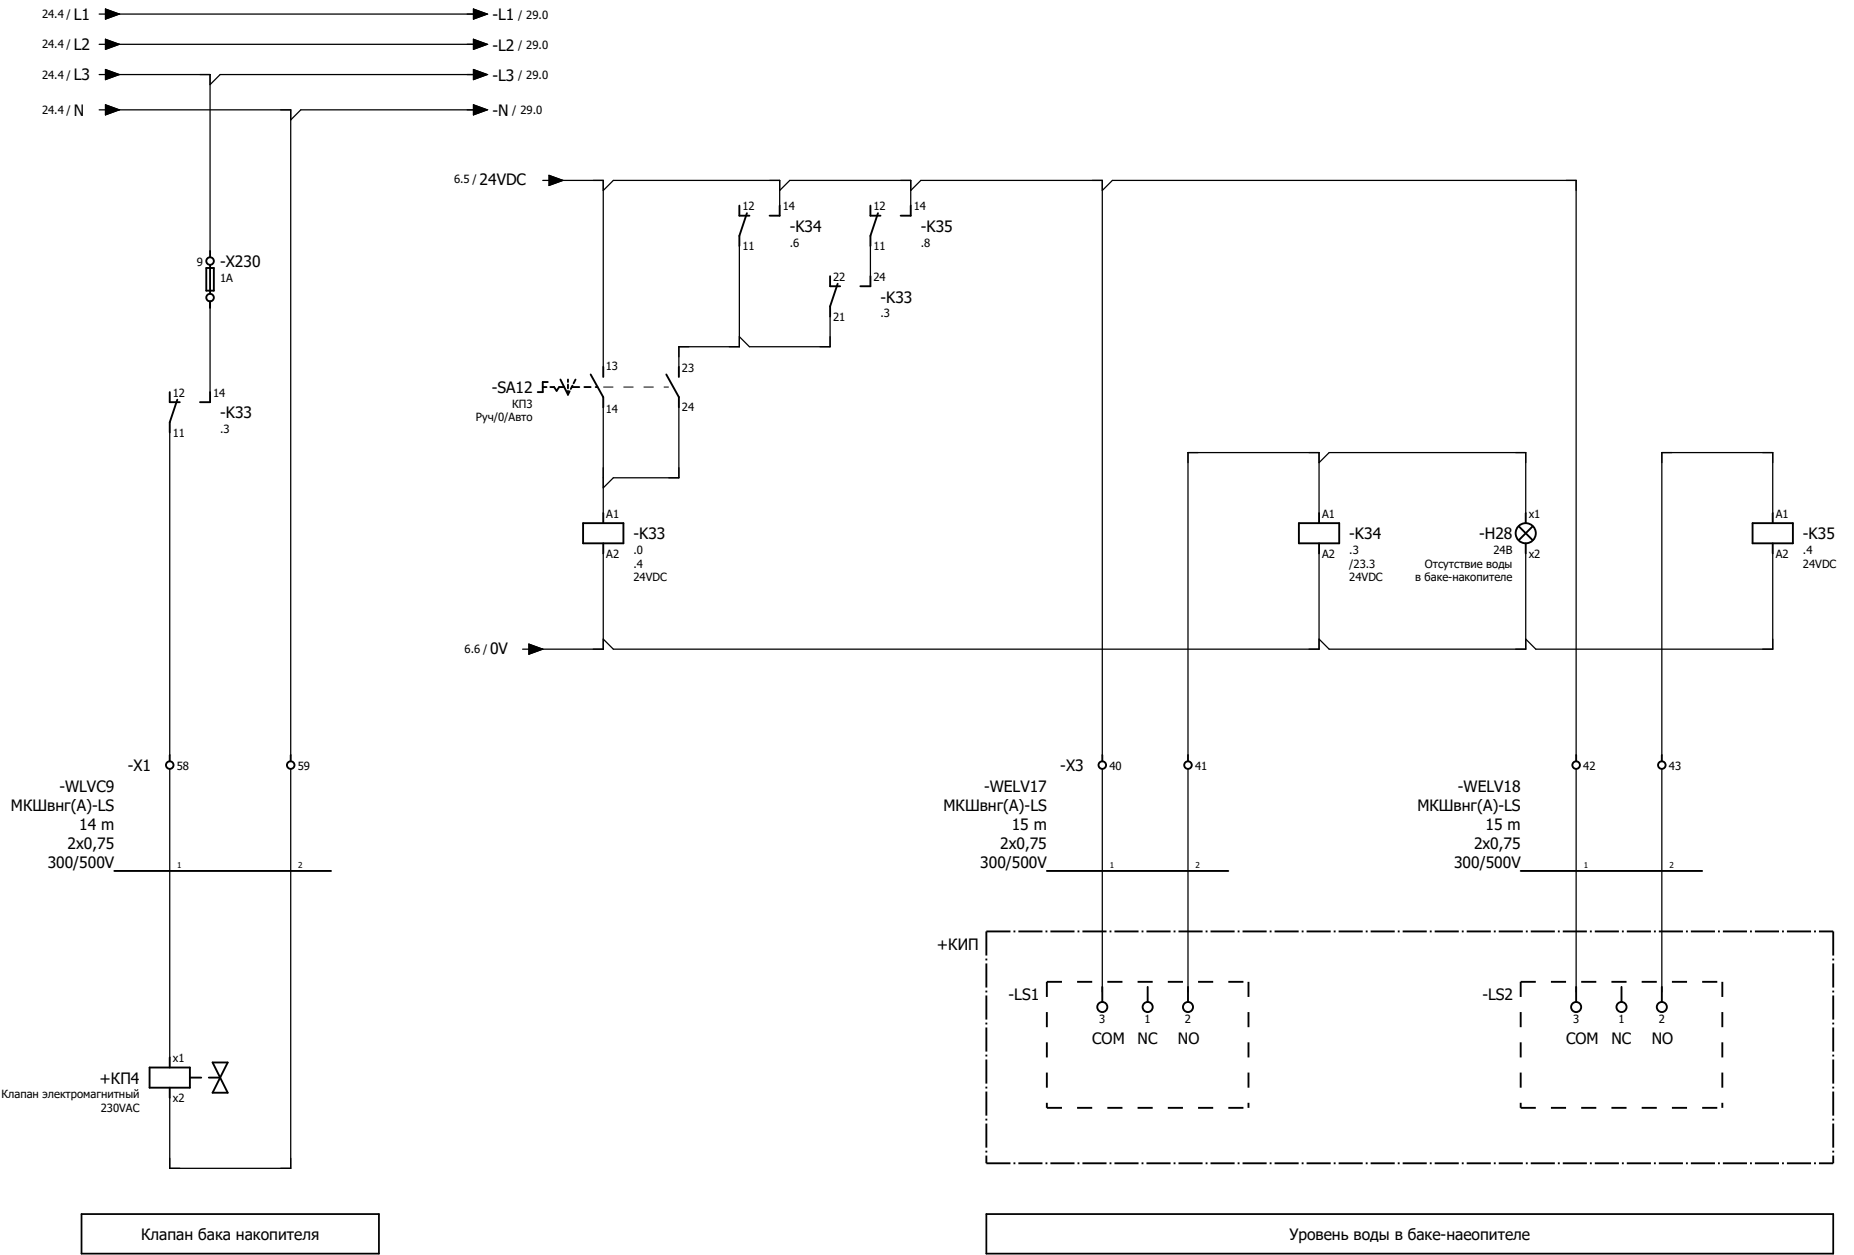 24.4 / L1
-L1 / 29.0
24.4 / L2
-L2 / 29.0
24.4 / L3
-L3 / 29.0
24.4 / N
-N / 29.0
6.5 / 24VDC
12
14
-K34
.6
11
12
14
-K35
.8
11
9
-X230
1A
22
24
-K33
.3
21
13
23
-SA12
КП3
Руч/0/Авто
14
24
12
14
-K33
.3
11
A1
-K33
A2
.0
.4
24VDC
A1
-K34
A2
.3
/23.3
24VDC
x1
-H28
24В
x2
Отсутствие воды
в баке-накопителе
A1
-K35
A2
.4
24VDC
6.6 / 0V
-X1
58
59
-X3
40
41
42
43
-WLVC9
МКШвнг(А)-LS
14 m
2x0,75
300/500V
1
2
-WELV17
МКШвнг(А)-LS
15 m
2x0,75
300/500V
1
2
-WELV18
МКШвнг(А)-LS
15 m
2x0,75
300/500V
1
2
+КИП
-LS1
3
1
2
COM
NC
NO
-LS2
3
1
2
COM
NC
NO
x1
+КП4
Клапан электромагнитный
230VAC
x2
Клапан бака накопителя
Уровень воды в баке-наеопителе